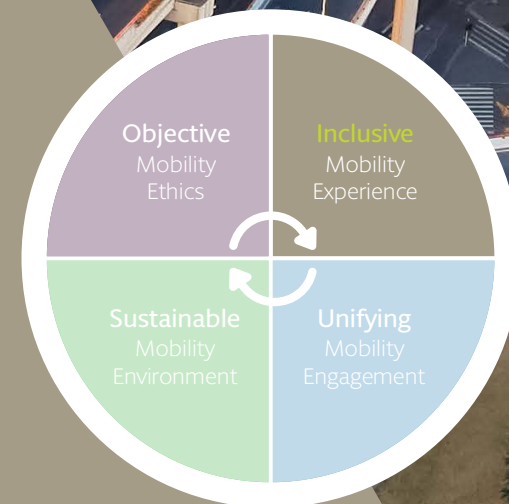 Objective
Mobility
Ethics
Inclusive
Mobility
Experience
Sustainable
Mobility
Environment
Unifying
Mobility
Engagement